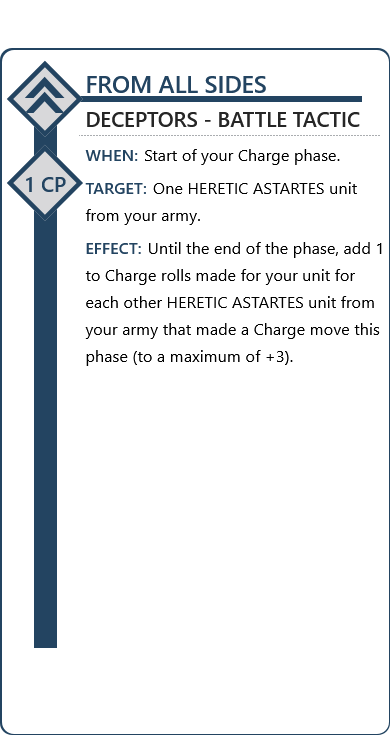 FROM ALL SIDES
DECEPTORS - BATTLE TACTIC
WHEN: Start of your Charge phase.
1 CP
TARGET: One HERETIC ASTARTES unit
from your army.
EFFECT: Until the end of the phase, add 1
to Charge rolls made for your unit for
each other HERETIC ASTARTES unit from
your army that made a Charge move this
phase (to a maximum of +3).